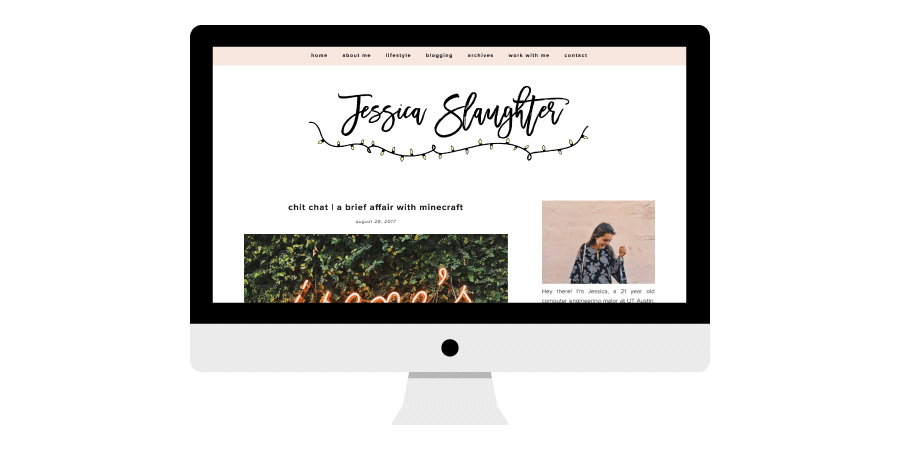 home about me lifestyle blogging archives work with me contact
Jessica Slaughter
chit chat | a brief affair with minecraft
august 28, 2017
Hey there! I'm Jessica, a 21 year old
computer engineering major at UT Austin.